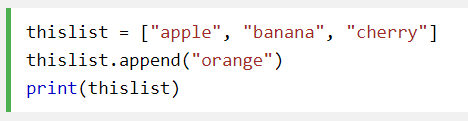 thislist = ["apple", "banana", "cherry"]
thislist.append("orange")
print(thislist)